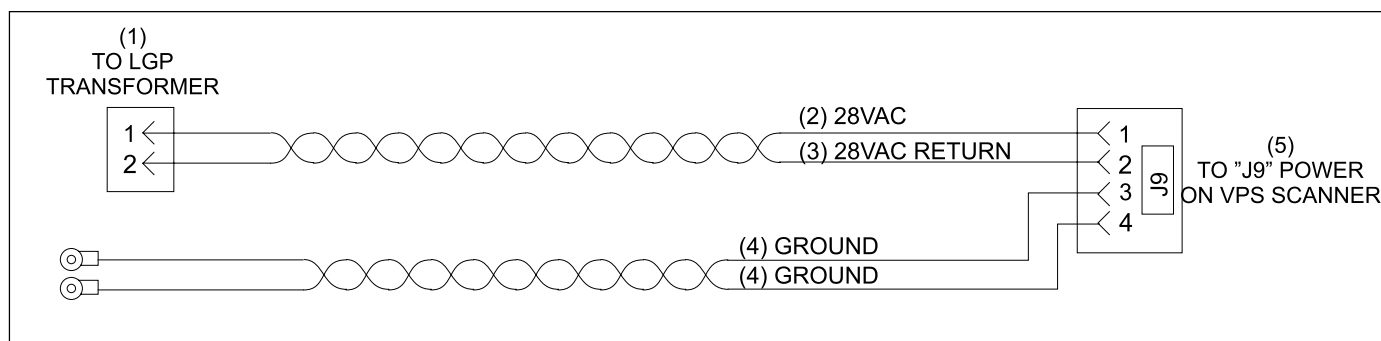 (1)
TO LGP
TRANSFORMER
1
2
(2) 28VAC
(3) 28VAC RETURN
(4) GROUND
(4) GROUND
1
2
3
4
J9
(5)
TO ”J9” POWER
ON VPS SCANNER